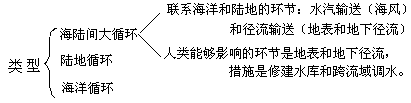 联系海洋和陆地的环节：水汽输送（海风）
和径流输送（地表和地下径流）
海陆间大循环
人类能够影响的环节是地表和地下径流，
措施是修建水库和跨流域调水。
类型
陆地循环
海洋循环